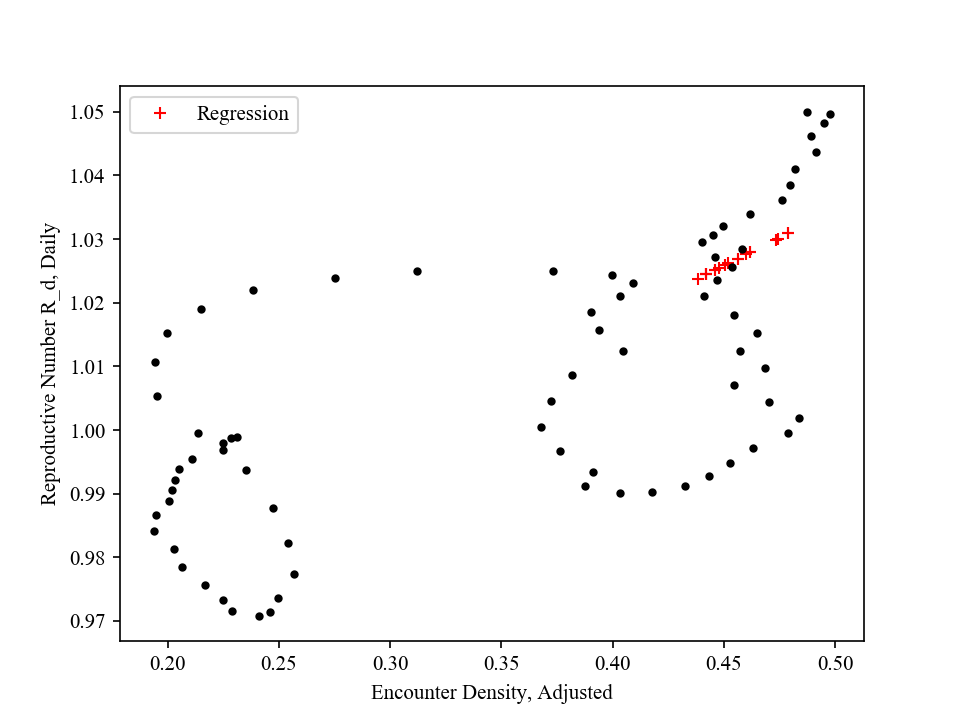 Regression
1.05
1.04
1.03
1.02
1.01
1.00
0.99
0.98
0.97
Reproductive Number R_d, Daily
0.20 0.25 0.30 0.35 0.40 0.45 0.50
Encounter Density, Adjusted